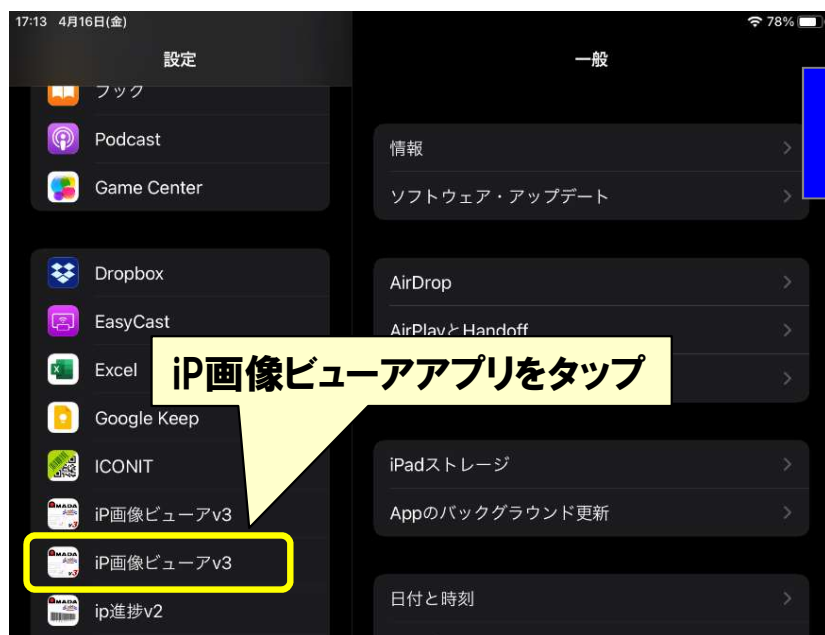 17:13 4月16日(金)
78%
設定
一般
ブック
Podcast
Game Center
情報
ソフトウェア・アップデート
Dropbox
EasyCast
Excel
Google Keep
ICONIT
iP画像ビューアv3
iP画像ビューアv3
ip進捗v2
AirDrop
AirPlayとHandoff
iP画像ビューアアプリをタップ
iPadストレージ
Appのバックグラウンド更新
日付と時刻